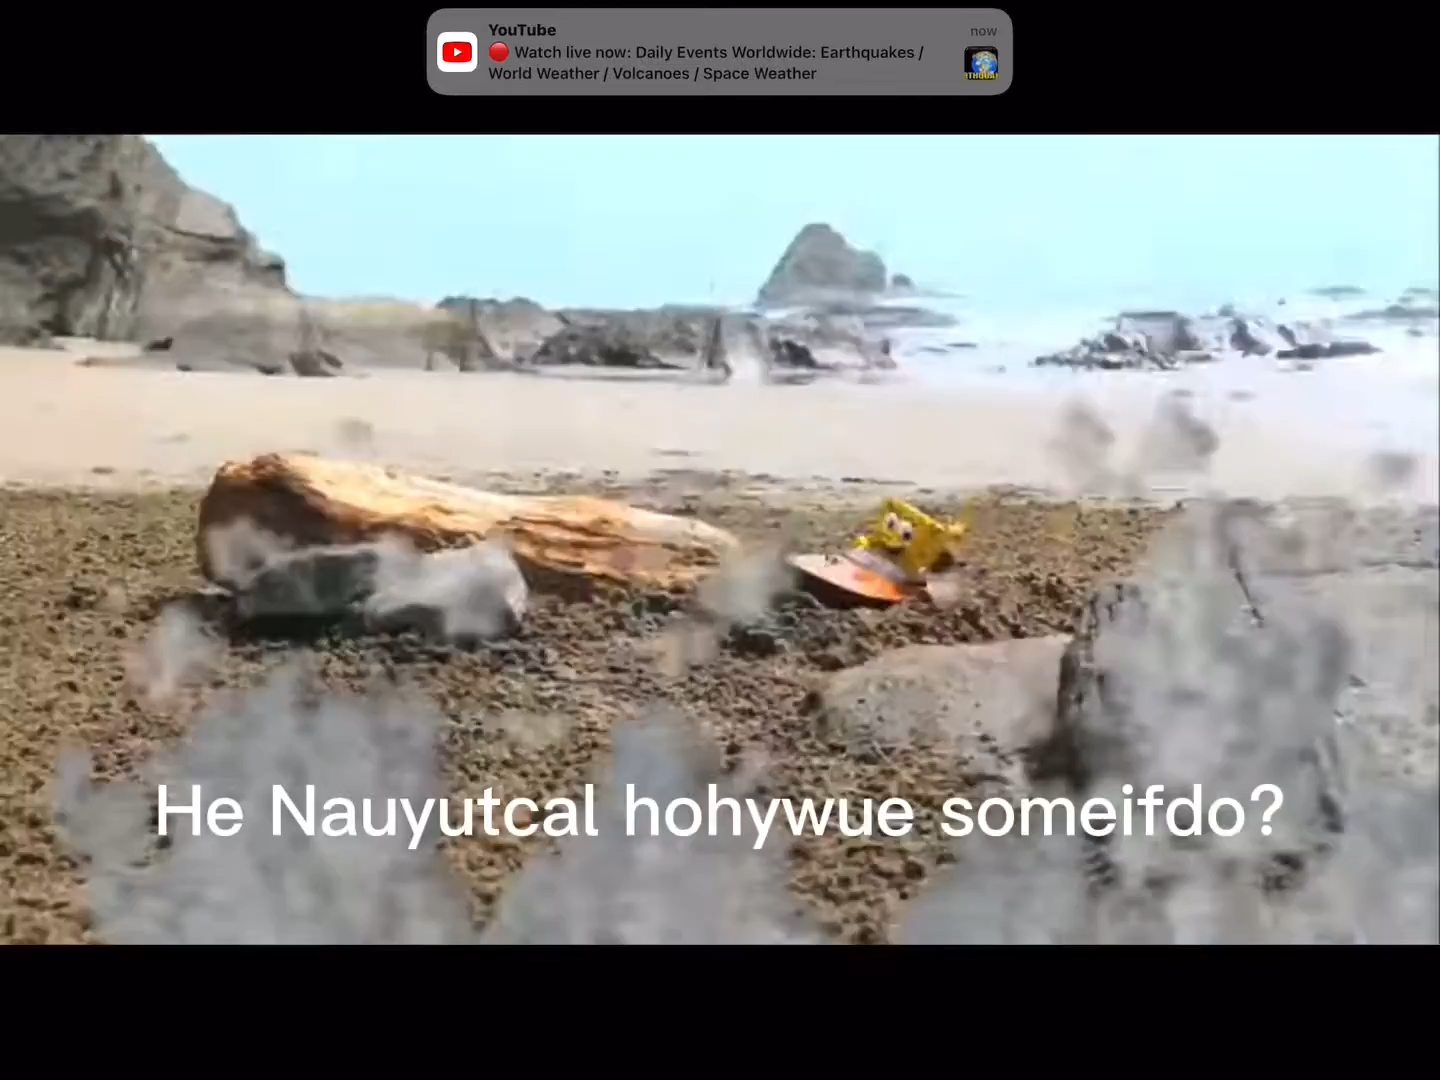 YouTube
now
🔴 Watch live now: Daily Events Worldwide: Earthquakes /
World Weather / Volcanoes / Space Weather
He Nauyutcal hohywue someifdo?